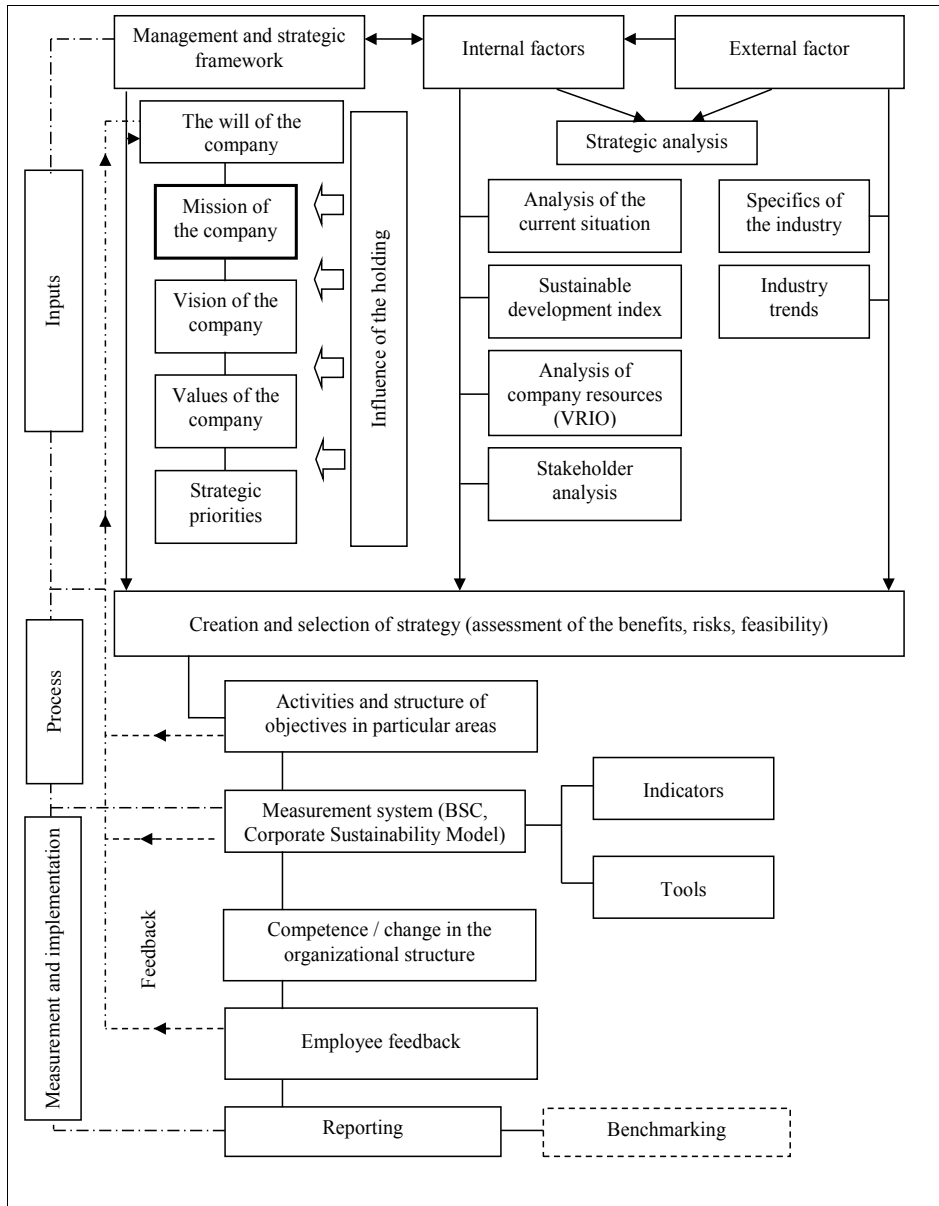 Management and strategic
framework
Internal factors
External factor
The will of the
company
Strategic analysis
Mission of
the company
Vision of the
company
Values of the
company
Strategic
priorities
Influence of the holding
Analysis of the
current situation
Sustainable
development index
Analysis of
company resources
(VRIO)
Stakeholder
analysis
Specifics of
the industry
Industry
trends
Inputs
Creation and selection of strategy (assessment of the benefits, risks, feasibility)
Process
Activities and structure of
objectives in particular areas
Measurement system (BSC,
Corporate Sustainability Model)
Indicators
Tools
Measurement and implementation
Feedback
Competence / change in the
organizational structure
Employee feedback
Reporting
Benchmarking